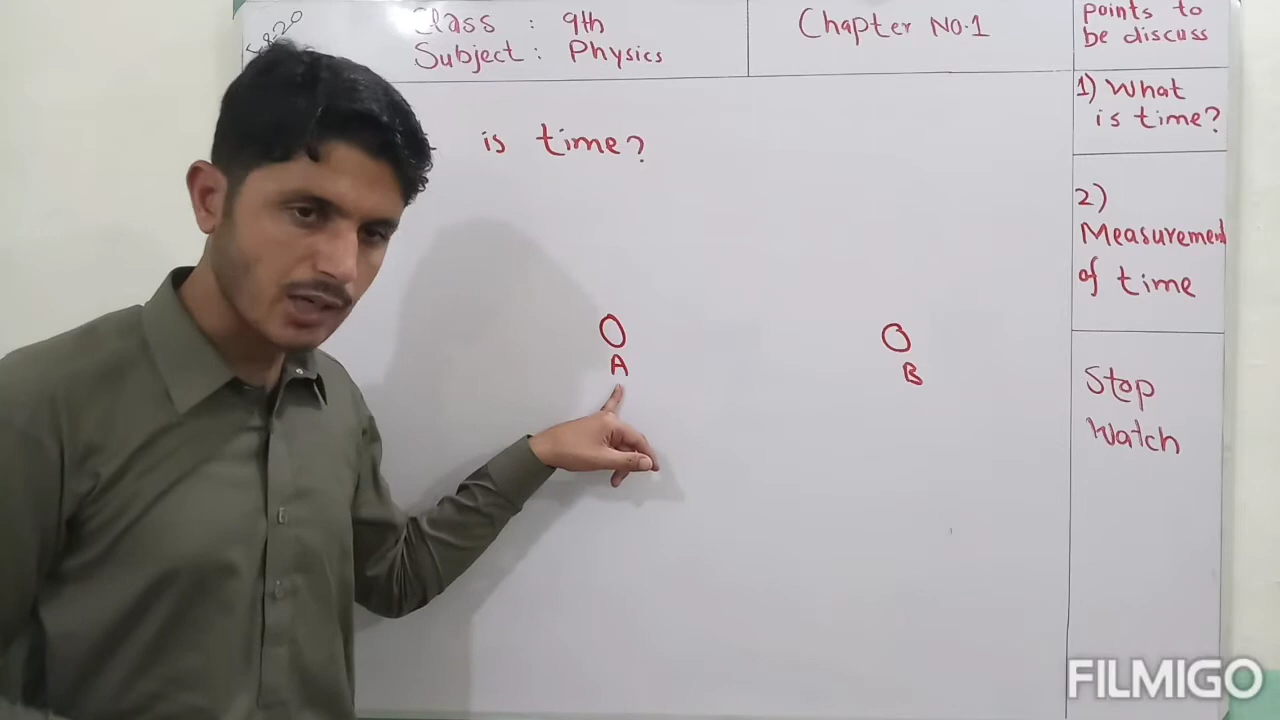 Class : 9th
Subject : Physics
Chapter No.1
points to
be discuss
1) What
is time?
2)
Measurement
of time
Stop
Watch
is time?
A
B
FILMIGO